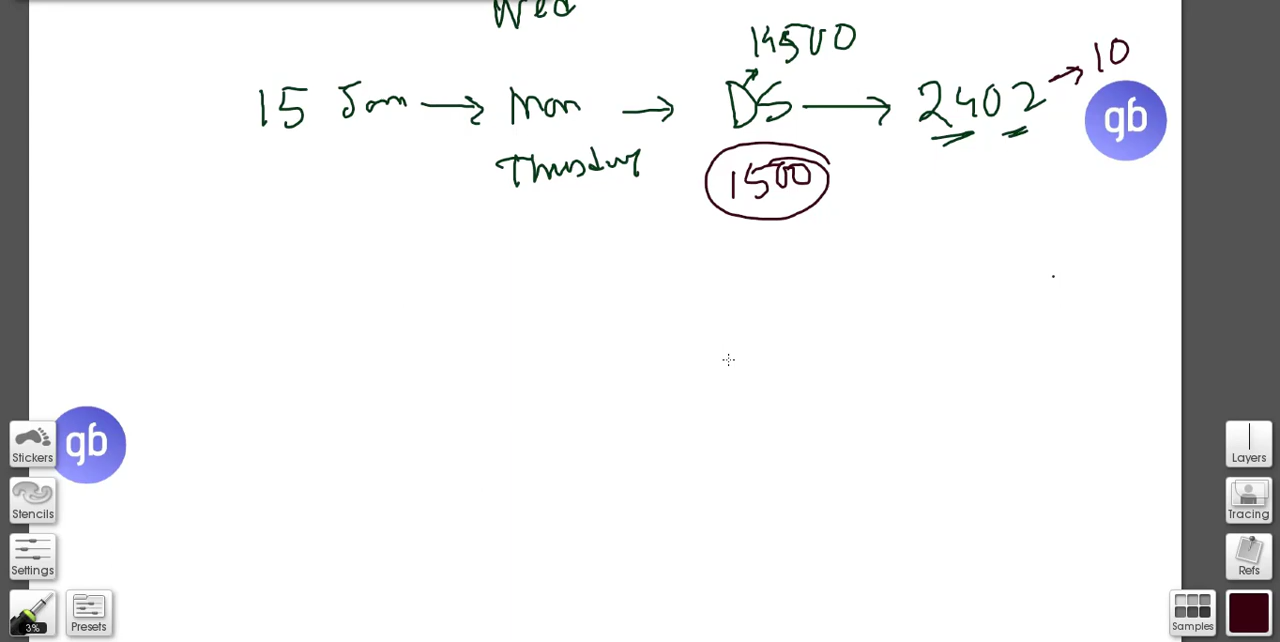 Wed
14500
10
15 Jan → Mon → DS → 2402 →
gb
Thusday
1500
gb
Stickers
Layers
Stencils
Tracing
Settings
Refs
3%
Presets
Samples